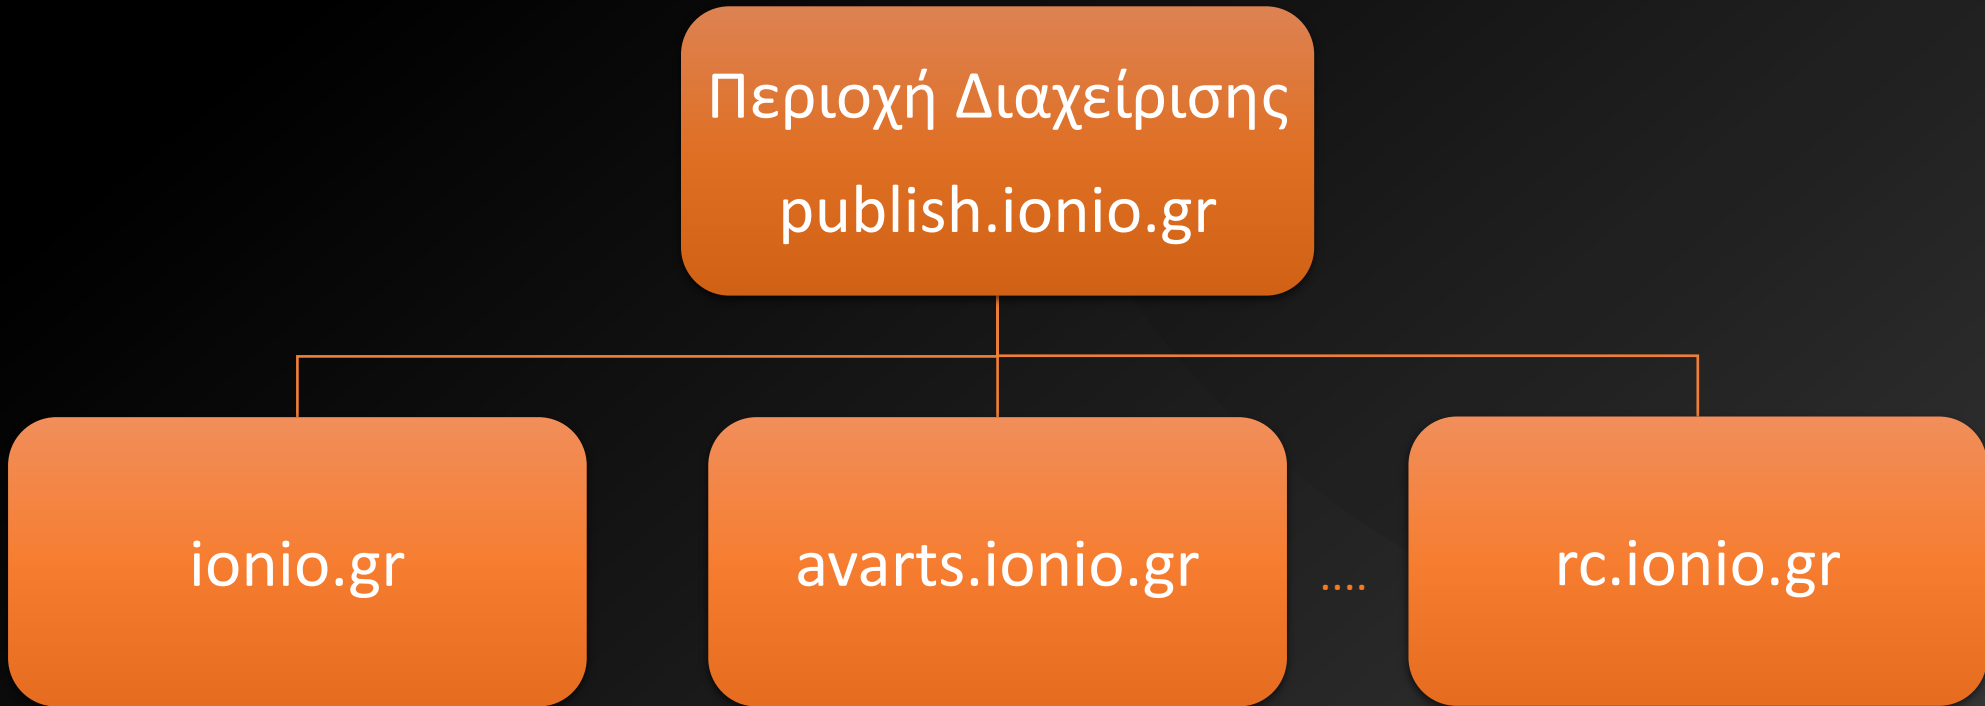 Περιοχή Διαχείρισης
publish.ionio.gr
ionio.gr
avarts.ionio.gr
....
rc.ionio.gr